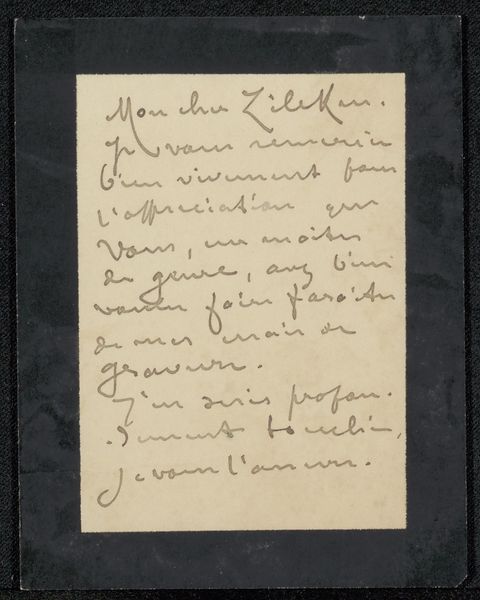 Mon cher Zilcken.
Je vous remercie
bien vivement pour
l'appréciation que
vous, un maître
du genre, avez bien
voulu faire paraître
de mes essais de
gravure.
J'en suis profon-
dément touché,
je vous l'assure.